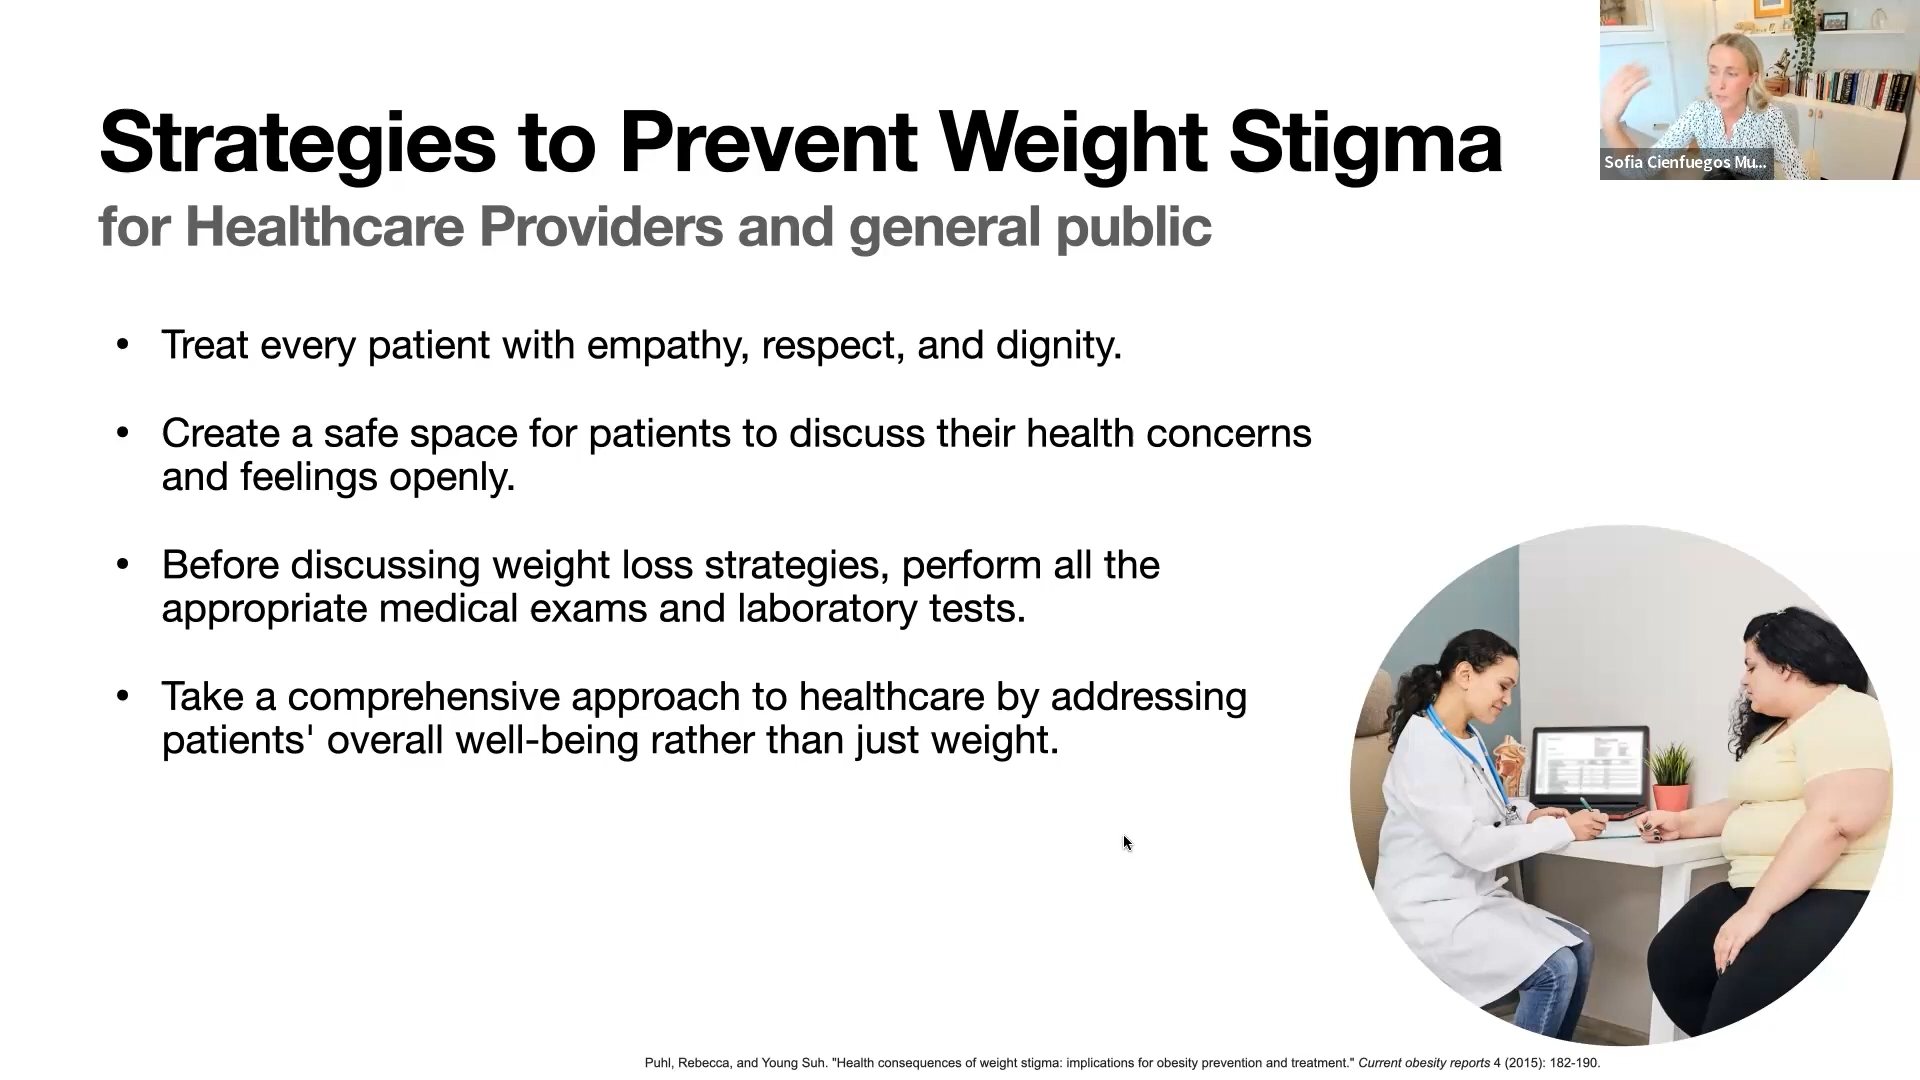 Strategies to Prevent Weight Stigma
for Healthcare Providers and general public
• Treat every patient with empathy, respect, and dignity.
• Create a safe space for patients to discuss their health concerns
and feelings openly.
• Before discussing weight loss strategies, perform all the
appropriate medical exams and laboratory tests.
• Take a comprehensive approach to healthcare by addressing
patients' overall well-being rather than just weight.
Sofia Cienfuegos Mu...
Puhl, Rebecca, and Young Suh. "Health consequences of weight stigma: implications for obesity prevention and treatment." Current obesity reports 4 (2015): 182-190.